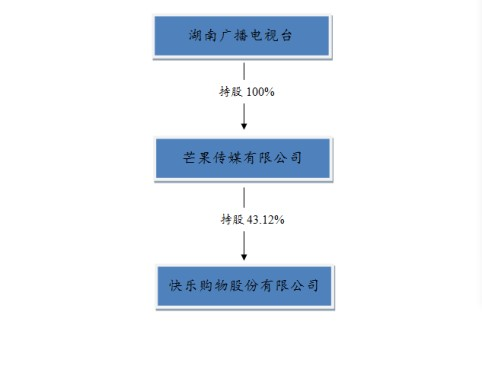 湖南广播电视台
持股 100%
芒果传媒有限公司
持股 43.12%
快乐购物股份有限公司